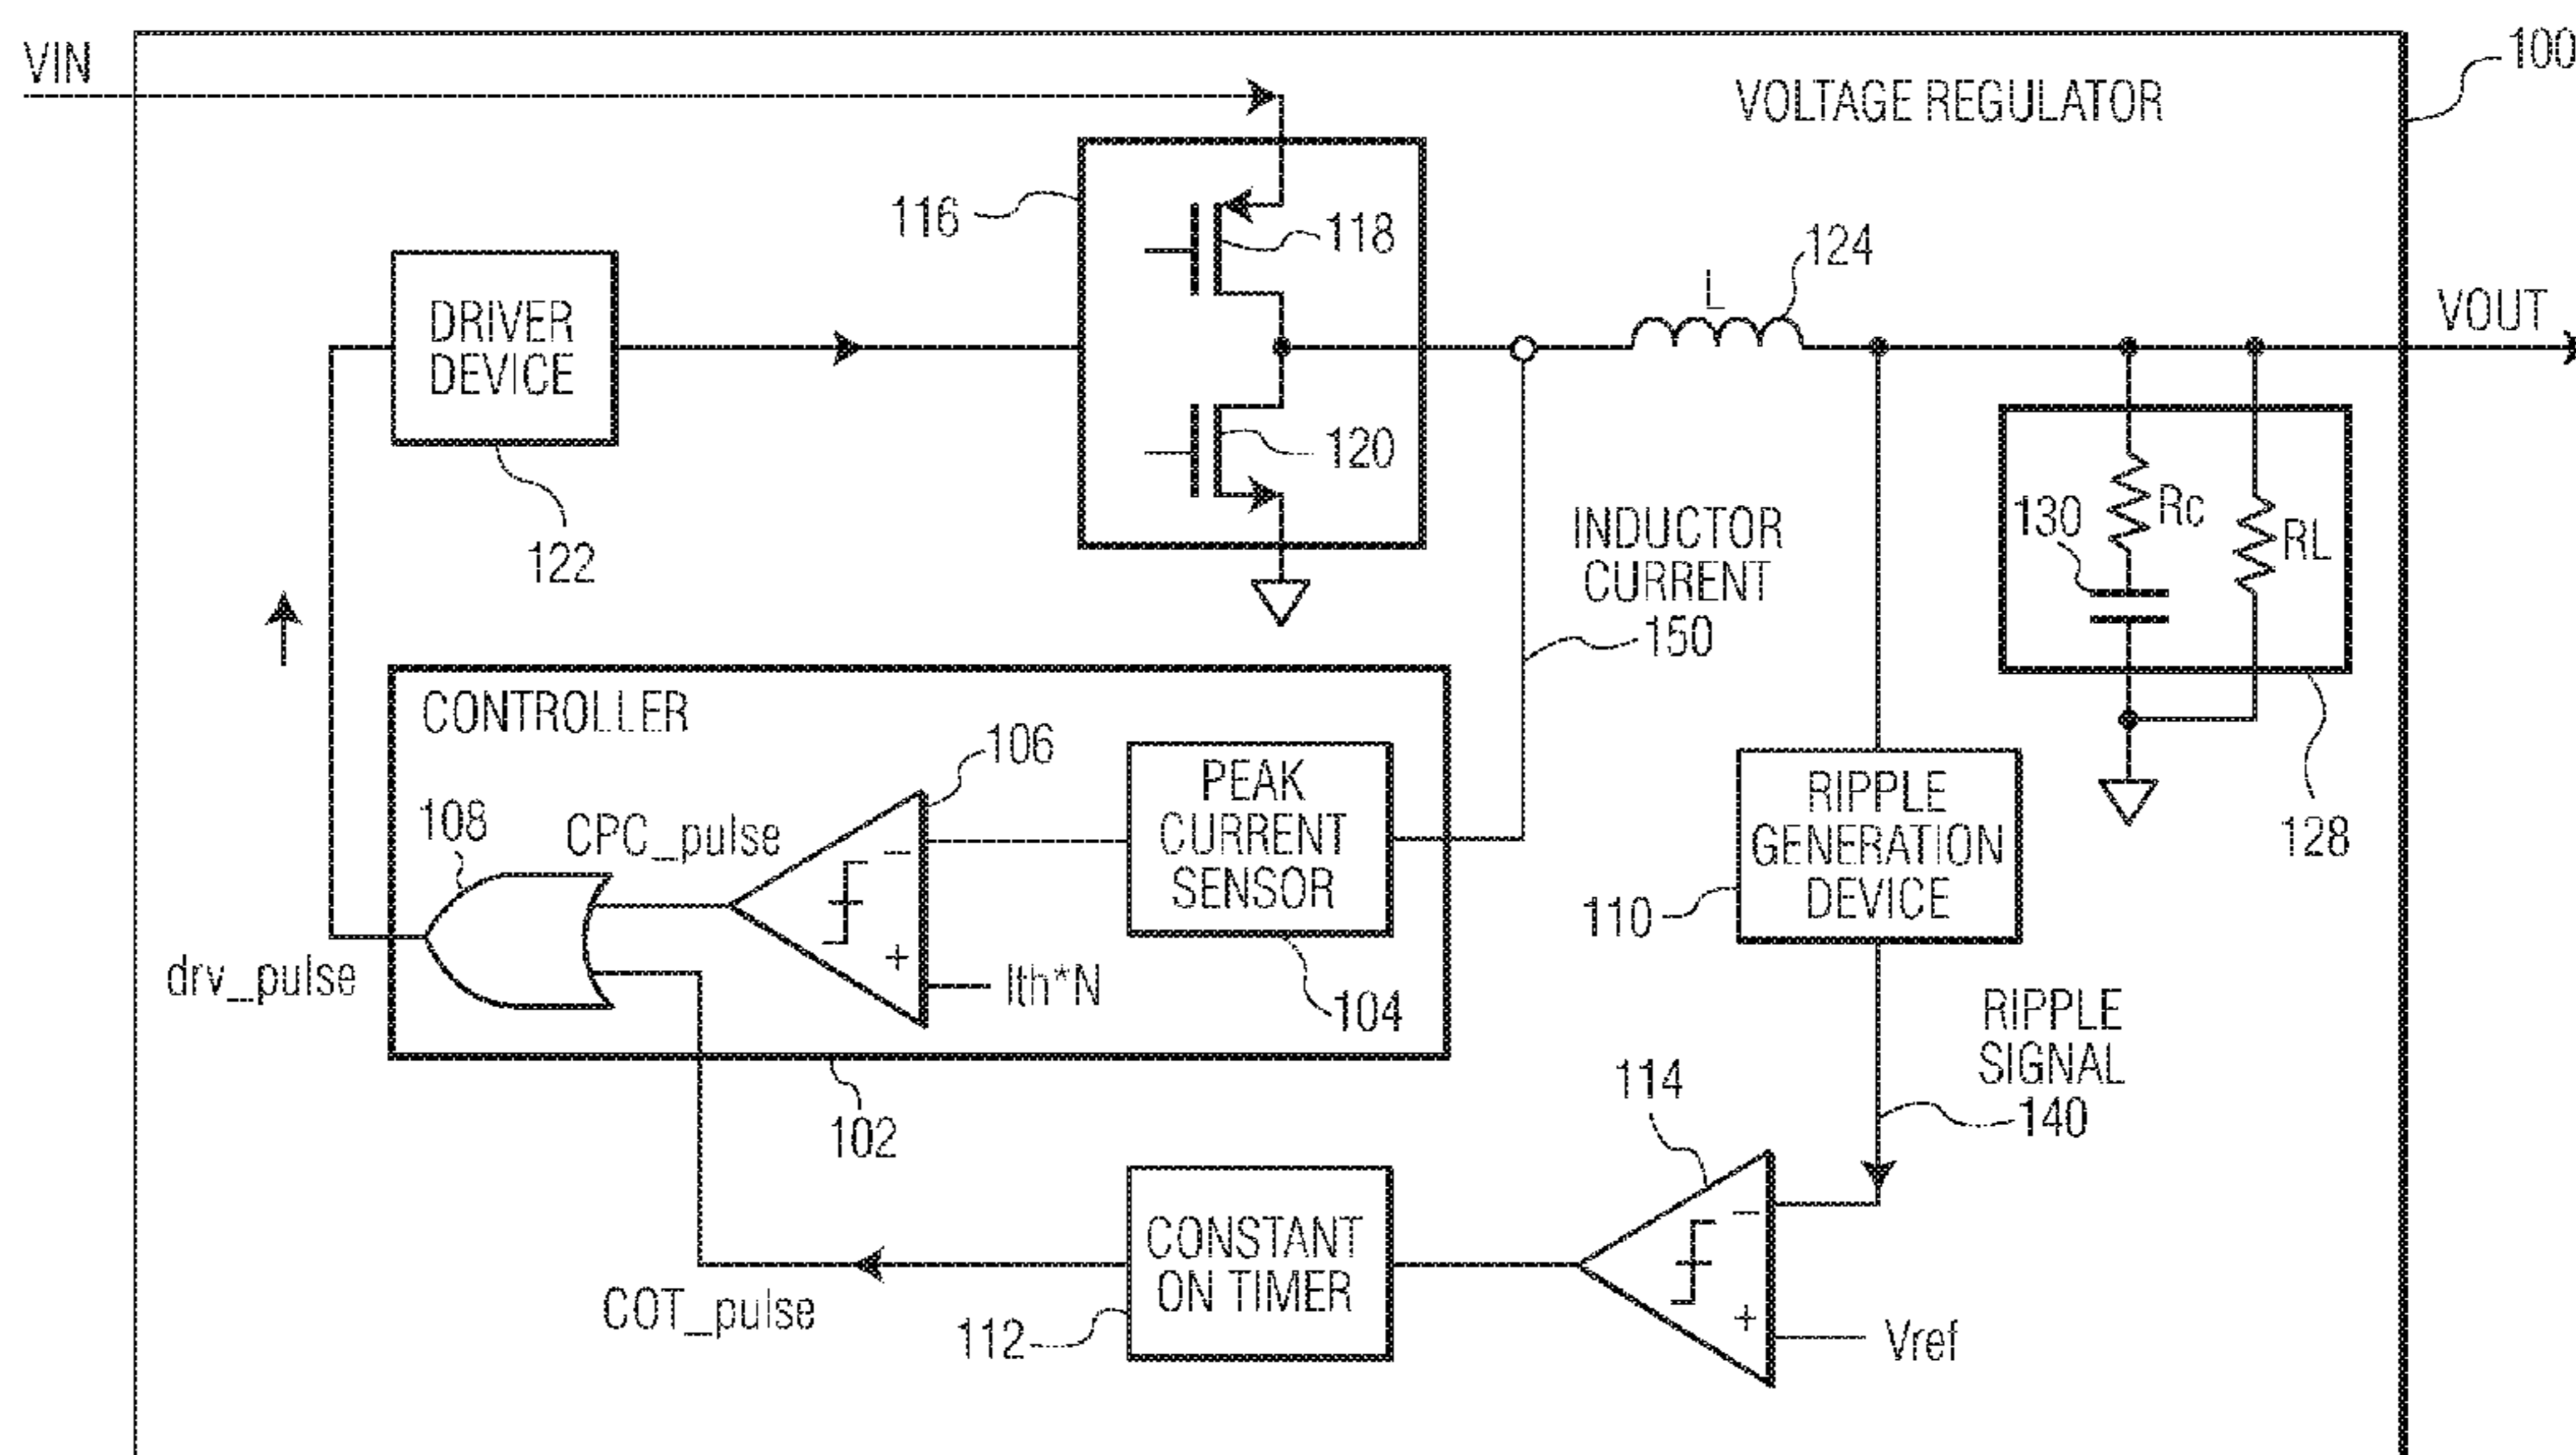 VIN
VOLTAGE REGULATOR
100
116
118
124
L
DRIVER
DEVICE
VOUT
120
122
INDUCTOR
CURRENT
150
130
Rc
RL
CONTROLLER
106
PEAK
CURRENT
SENSOR
RIPPLE
GENERATION
DEVICE
128
108
CPC_pulse
−
+
110
drv_pulse
Ith*N
104
RIPPLE
SIGNAL
140
114
102
CONSTANT
ON TIMER
−
+
COT_pulse
112
Vref